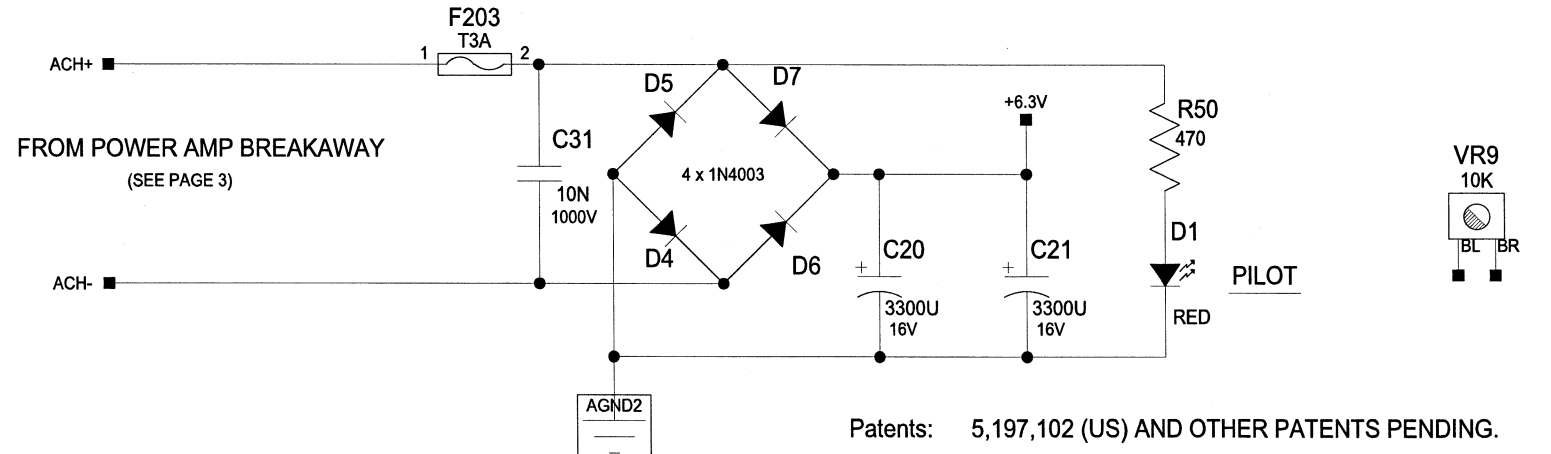 F203
T3A
1
2
ACH+
D5
D7
+6.3V
R50
470
FROM POWER AMP BREAKAWAY
(SEE PAGE 3)
C31
10N
1000V
4 x 1N4003
VR9
10K
BL
BR
ACH-
D4
D6
+
C20
3300U
16V
+
C21
3300U
16V
D1
RED
PILOT
AGND2
Patents: 5,197,102 (US) AND OTHER PATENTS PENDING.